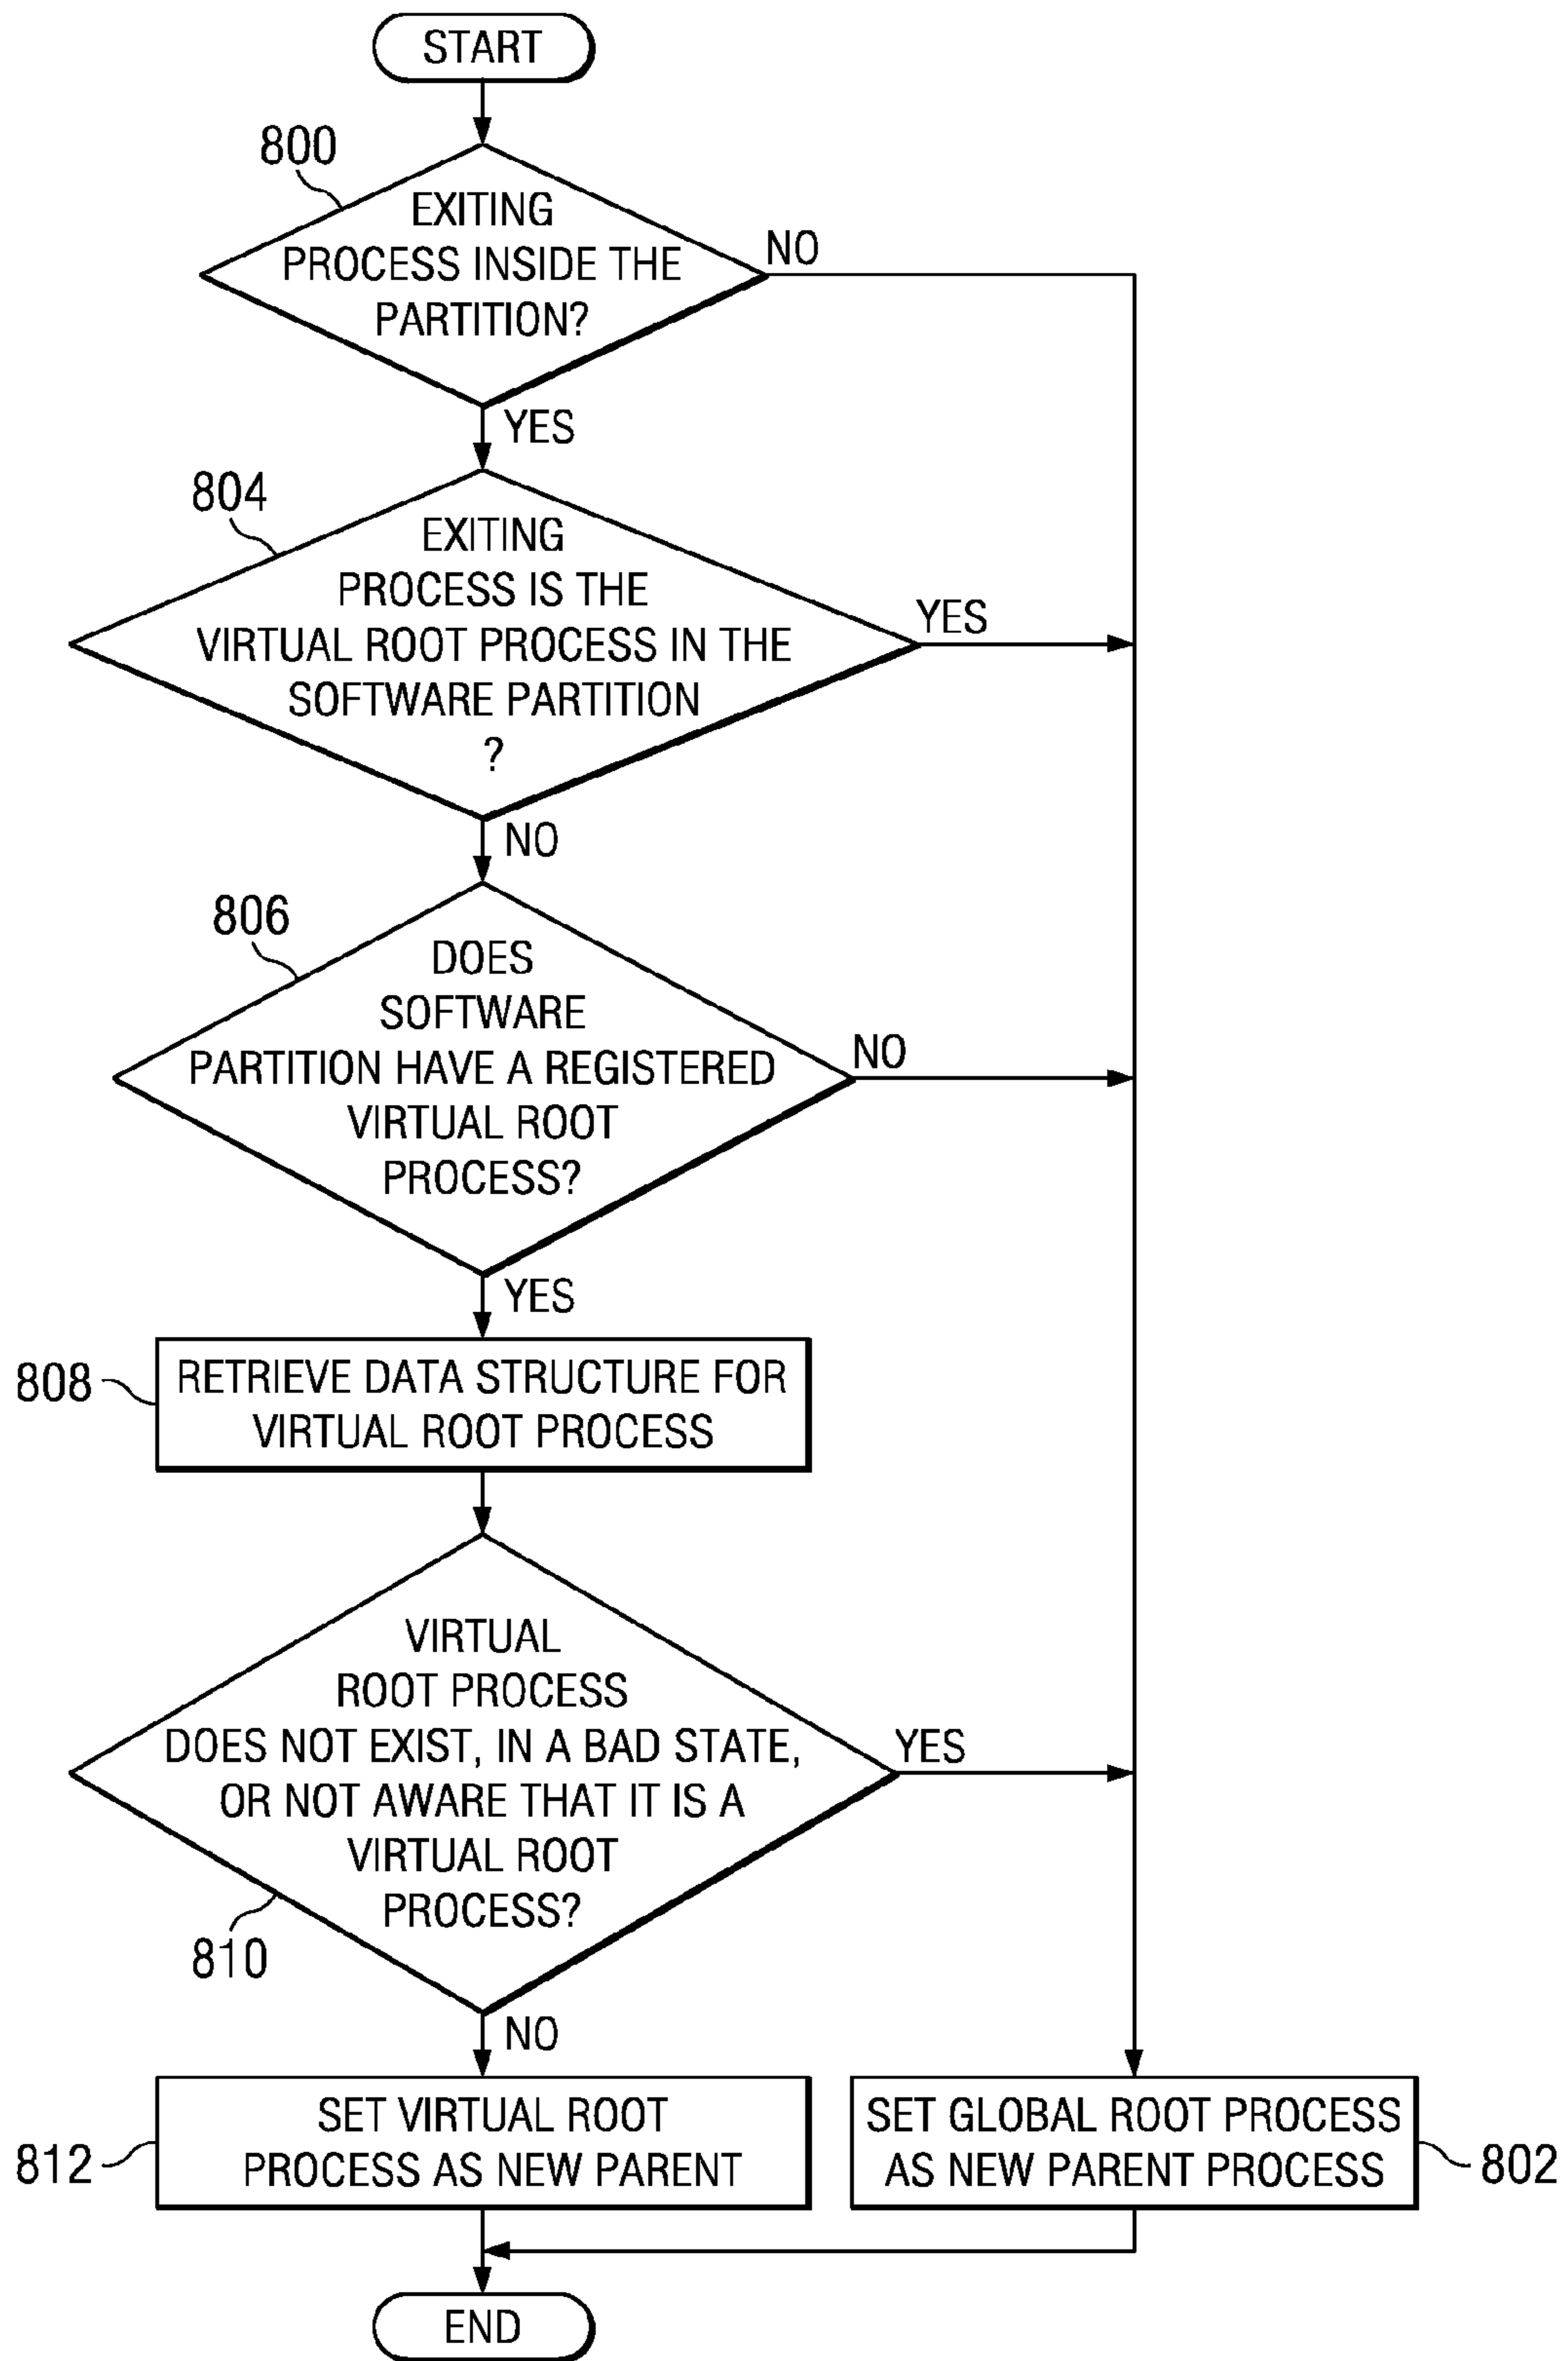 START
800
EXITING
PROCESS INSIDE THE
PARTITION?
NO
YES
804
EXITING
PROCESS IS THE
VIRTUAL ROOT PROCESS IN THE
SOFTWARE PARTITION
?
YES
NO
806
DOES
SOFTWARE
PARTITION HAVE A REGISTERED
VIRTUAL ROOT
PROCESS?
NO
YES
808
RETRIEVE DATA STRUCTURE FOR
VIRTUAL ROOT PROCESS
VIRTUAL
ROOT PROCESS
DOES NOT EXIST, IN A BAD STATE,
OR NOT AWARE THAT IT IS A
VIRTUAL ROOT
PROCESS?
YES
810
NO
812
SET VIRTUAL ROOT
PROCESS AS NEW PARENT
SET GLOBAL ROOT PROCESS
AS NEW PARENT PROCESS
802
END